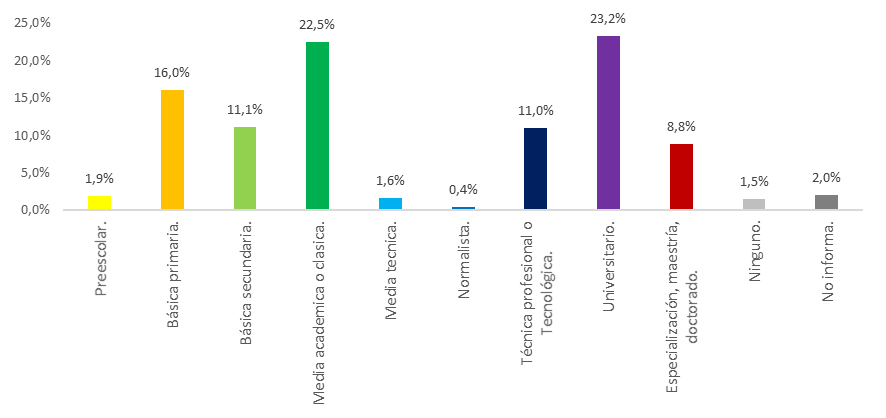 25,0%
20,0%
15,0%
10,0%
5,0%
0,0%
1,9%
16,0%
11,1%
22,5%
1,6%
0,4%
11,0%
23,2%
8,8%
1,5%
2,0%
Preescolar.
Básica primaria.
Básica secundaria.
Media academica o clasica.
Media tecnica.
Normalista.
Técnica profesional o
Tecnológica.
Universitario.
Especialización, maestría,
doctorado.
Ninguno.
No informa.